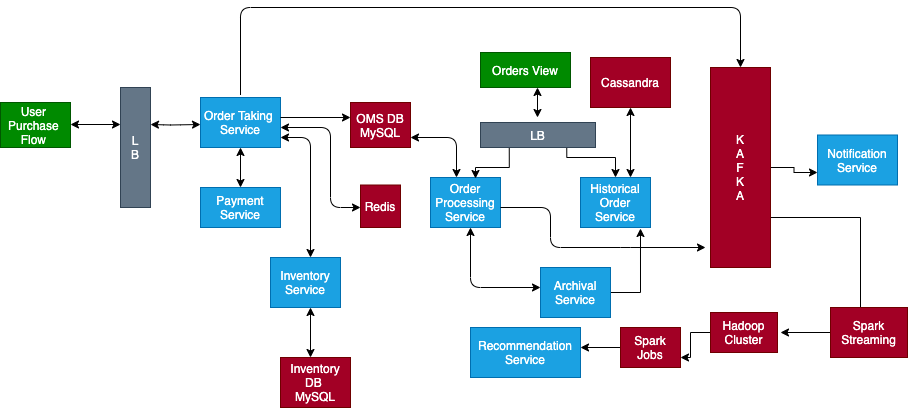 Orders View
Cassandra
User
Purchase
Flow
L
B
Order Taking
Service
OMS DB
MySQL
LB
K
A
F
K
A
Notification
Service
Payment
Service
Redis
Order
Processing
Service
Historical
Order
Service
Inventory
Service
Archival
Service
Recommendation
Service
Spark
Jobs
Hadoop
Cluster
Spark
Streaming
Inventory
DB
MySQL